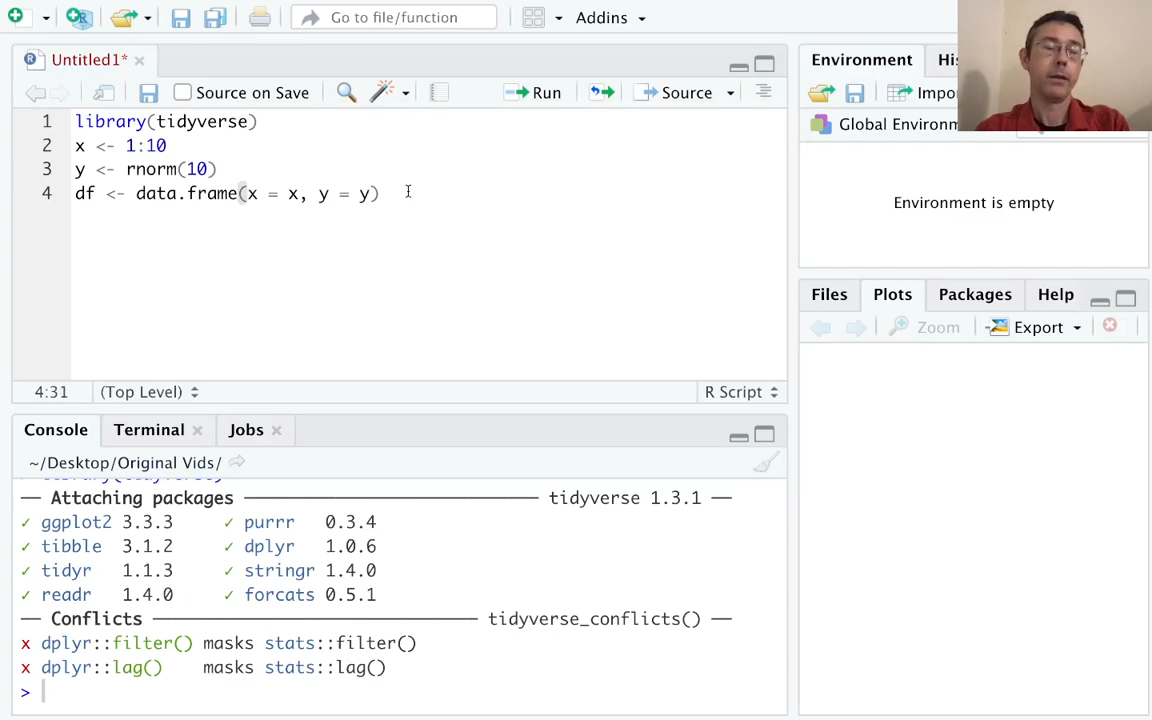 Go to file/function
Addins
Untitled1*
Source on Save
Run
Source
1 library(tidyverse)
2 x <- 1:10
3 y <- rnorm(10)
4 df <- data.frame(x = x, y = y)
4:31
(Top Level)
R Script
Console
Terminal
Jobs
~/Desktop/Original Vids/
── Attaching packages ── tidyverse 1.3.1 ──
✓ ggplot2 3.3.3 ✓ purrr 0.3.4
✓ tibble 3.1.2 ✓ dplyr 1.0.6
✓ tidyr 1.1.3 ✓ stringr 1.4.0
✓ readr 1.4.0 ✓ forcats 0.5.1
── Conflicts ── tidyverse_conflicts() ──
x dplyr::filter() masks stats::filter()
x dplyr::lag() masks stats::lag()
>
Environment
Hi
Impo
Global Environm
Environment is empty
Files
Plots
Packages
Help
Zoom
Export